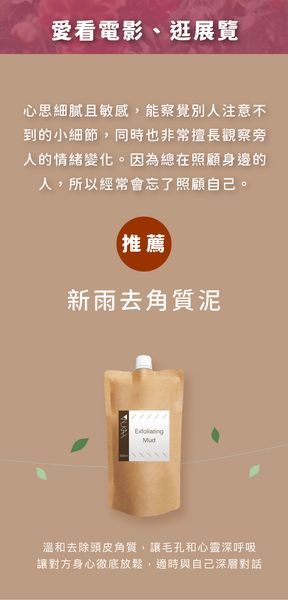 愛看電影、逛展覽
心思細膩且敏感，能察覺別人注意不
到的小細節，同時也非常擅長觀察旁
人的情緒變化。因為總在照顧身邊的
人，所以經常會忘了照顧自己。
推薦
新雨去角質泥
Exfoliating
Mud
溫和去除頭皮角質，讓毛孔和心靈深呼吸
讓對方身心徹底放鬆，適時與自己深層對話